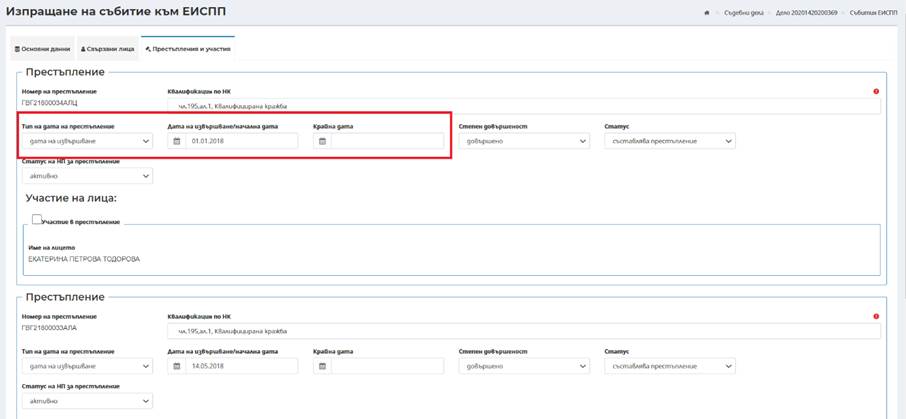 Изпращане на събитие към ЕИСПП
Съдебни дела
Дело 20201420200369
Събития ЕИСПП
Основни данни
Свързани лица
Престъпления и участия
Престъпление
Номер на престъпление
Квалификации по НК
ГВГ21800034АЛЦ
чл.195,ал.1, Квалифицирана кражба
Тип на дата на престъпление
Дата на извършване/начална дата
Крайна дата
Степен довършеност
Статус
дата на извършване
01.01.2018
довършено
съставлява престъпление
Статус на НП за престъпление
активно
Участие на лица:
Участие в престъпление
Име на лицето
ЕКАТЕРИНА ПЕТРОВА ТОДОРОВА
Престъпление
Номер на престъпление
Квалификации по НК
ГВГ21800033АЛА
чл.195,ал.1, Квалифицирана кражба
Тип на дата на престъпление
Дата на извършване/начална дата
Крайна дата
Степен довършеност
Статус
дата на извършване
14.05.2018
довършено
съставлява престъпление
Статус на НП за престъпление
активно